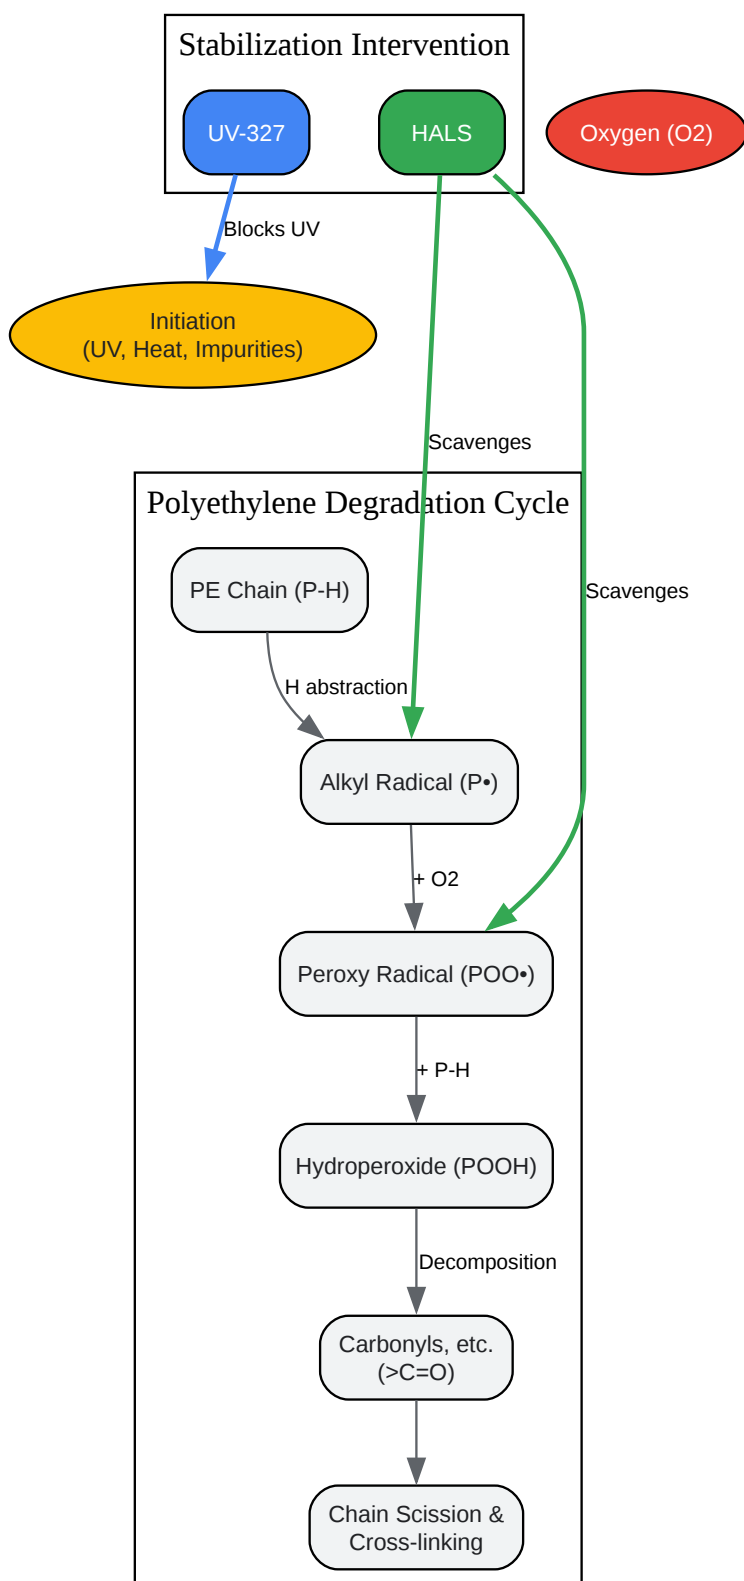 Stabilization Intervention
UV-327
HALS
Oxygen (O2)
Blocks UV
Initiation
(UV, Heat, Impurities)
Scavenges
Polyethylene Degradation Cycle
PE Chain (P-H)
Scavenges
H abstraction
Alkyl Radical (P•)
+ O2
Peroxy Radical (POO•)
+ P-H
Hydroperoxide (POOH)
Decomposition
Carbonyls, etc.
(>C=O)
Chain Scission &
Cross-linking